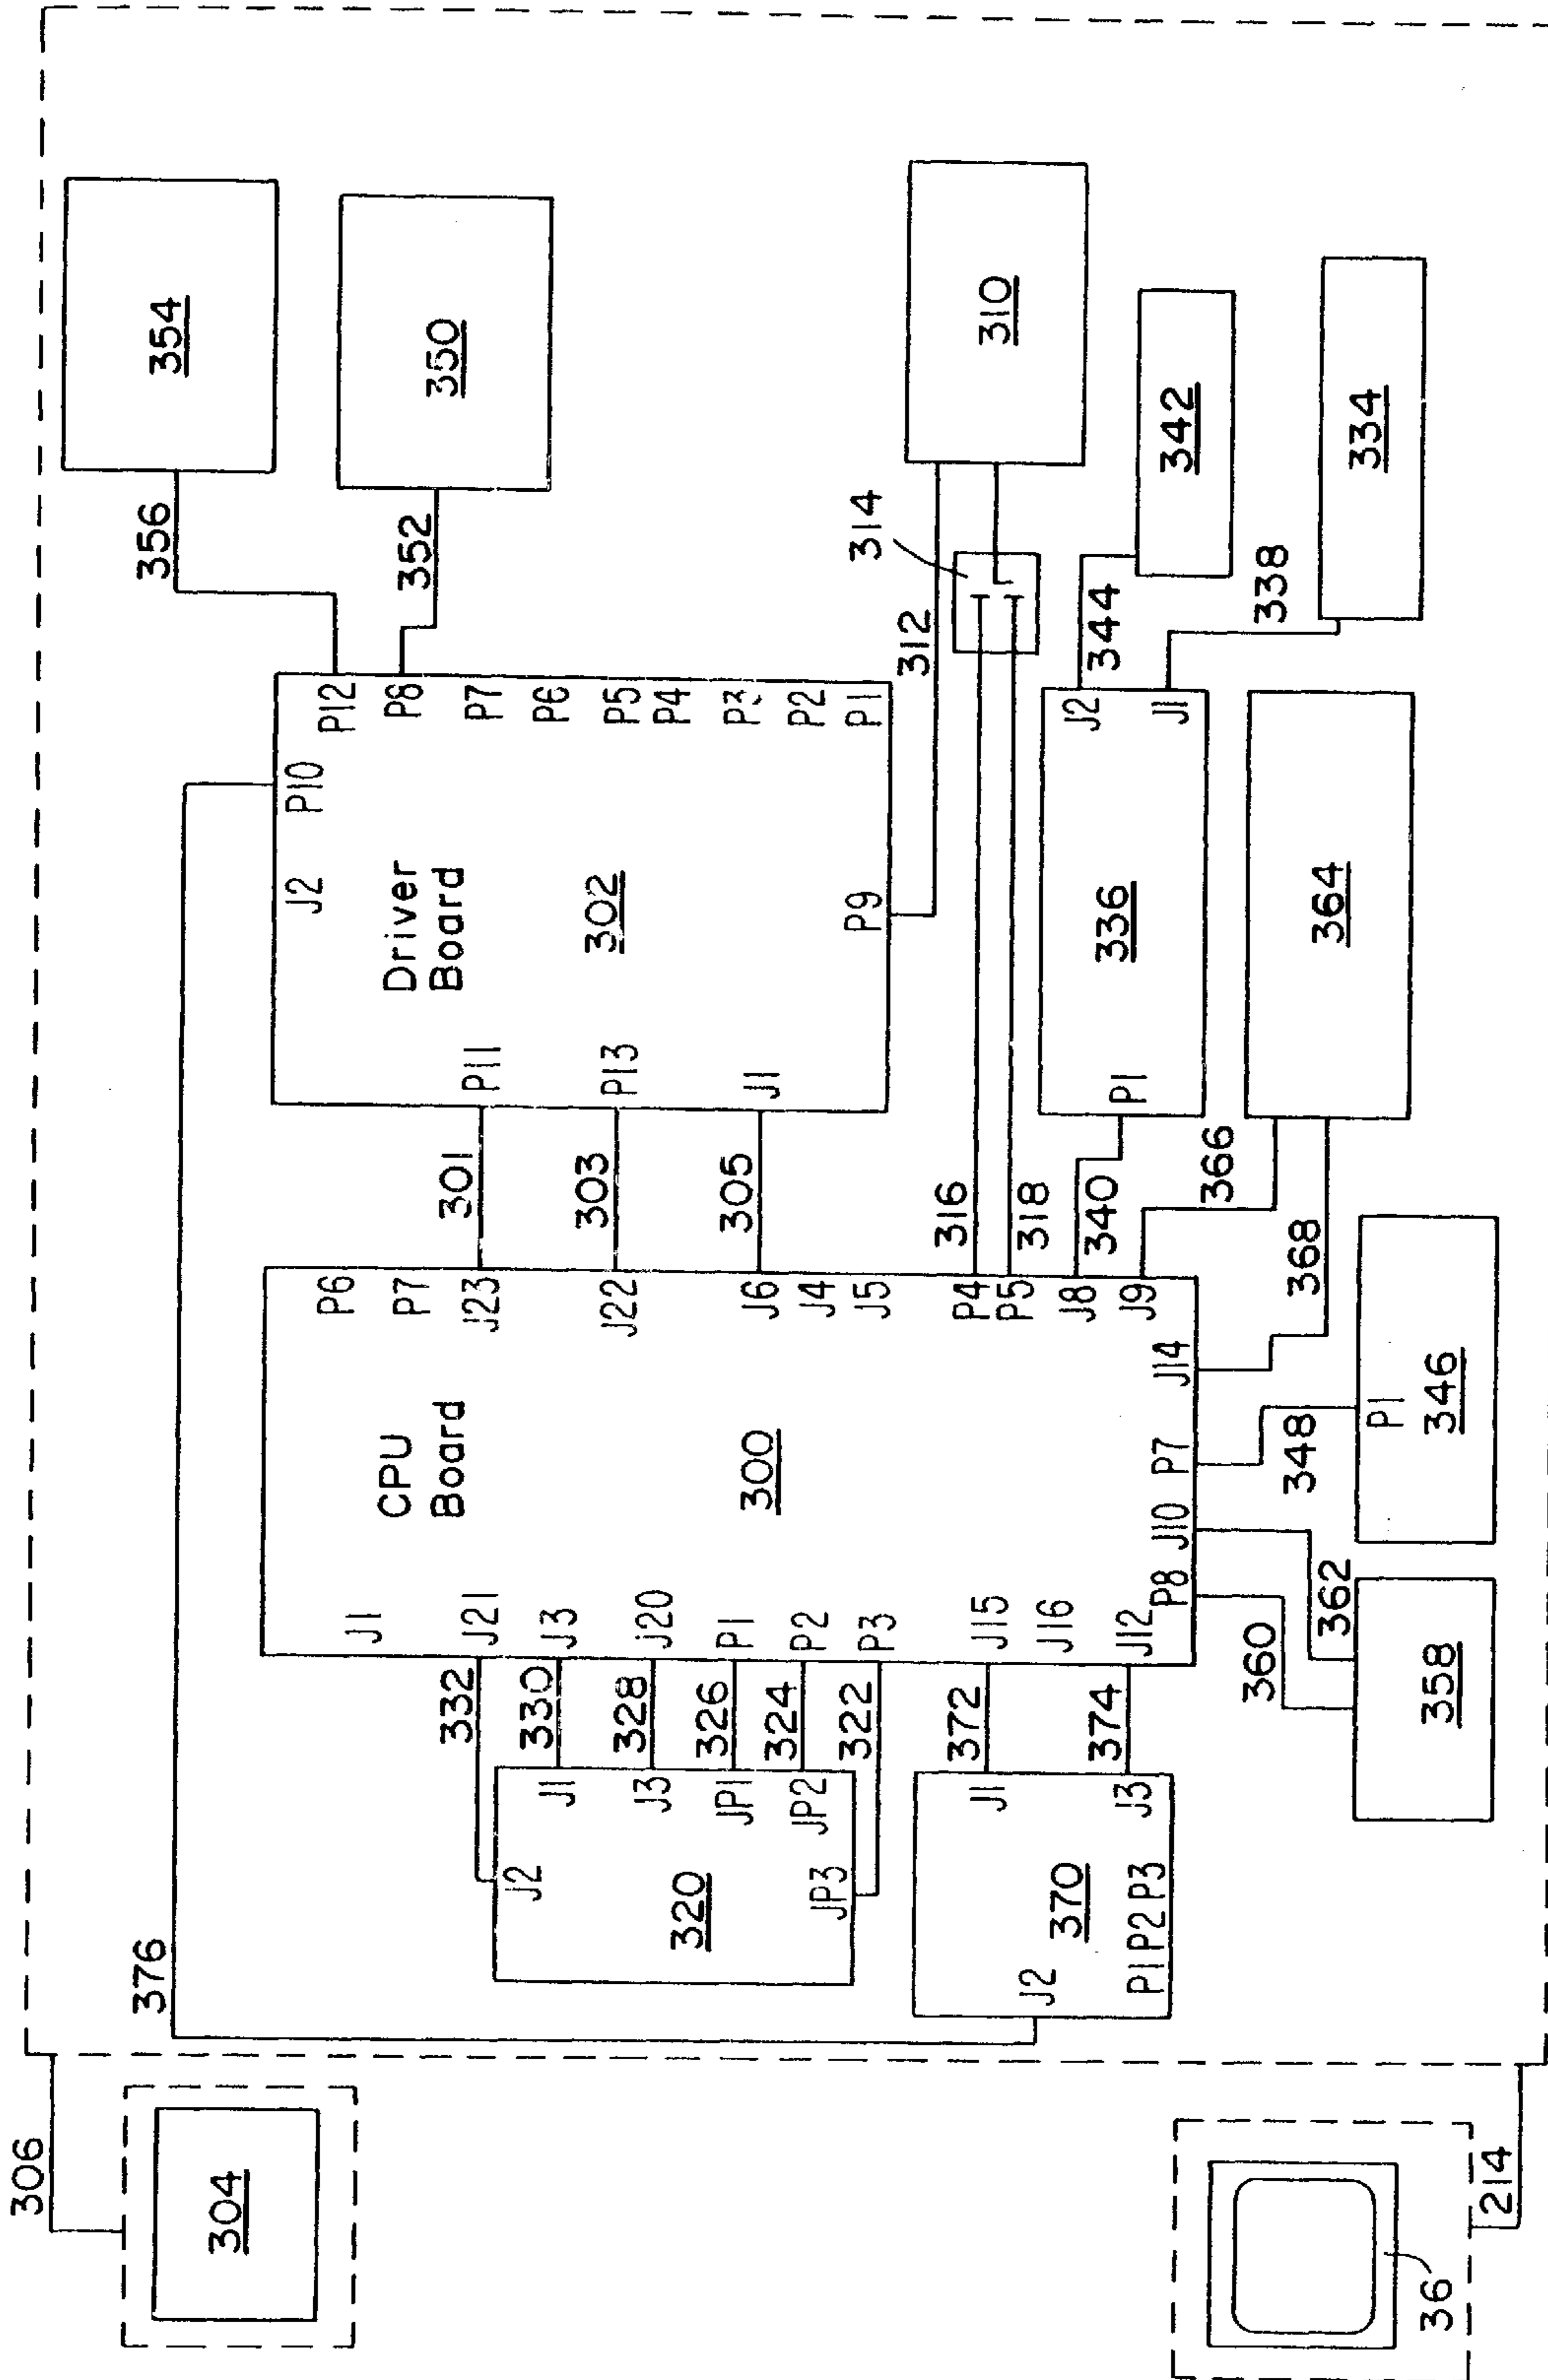 306
304
376
356
354
352
350
J1
CPU
Board
300
P6
P7
J23
J22
J6
J4
J5
P4
P5
J8
J9
J21
J3
J20
P1
P2
P3
J15
J16
J12
P8
J10
P7
J14
301
303
305
J2
P10
P12
P8
P7
P6
P5
P4
P3
P2
P1
P11
P13
J1
Driver
Board
302
P9
332
330
328
326
324
322
J2
J1
J3
JP1
JP2
JP3
320
372
374
J2
J1
370
J3
P1 P2 P3
312
314
310
316
318
340
P1
336
J2
J1
344
342
338
334
366
368
364
360
362
358
348
P1
346
36
214